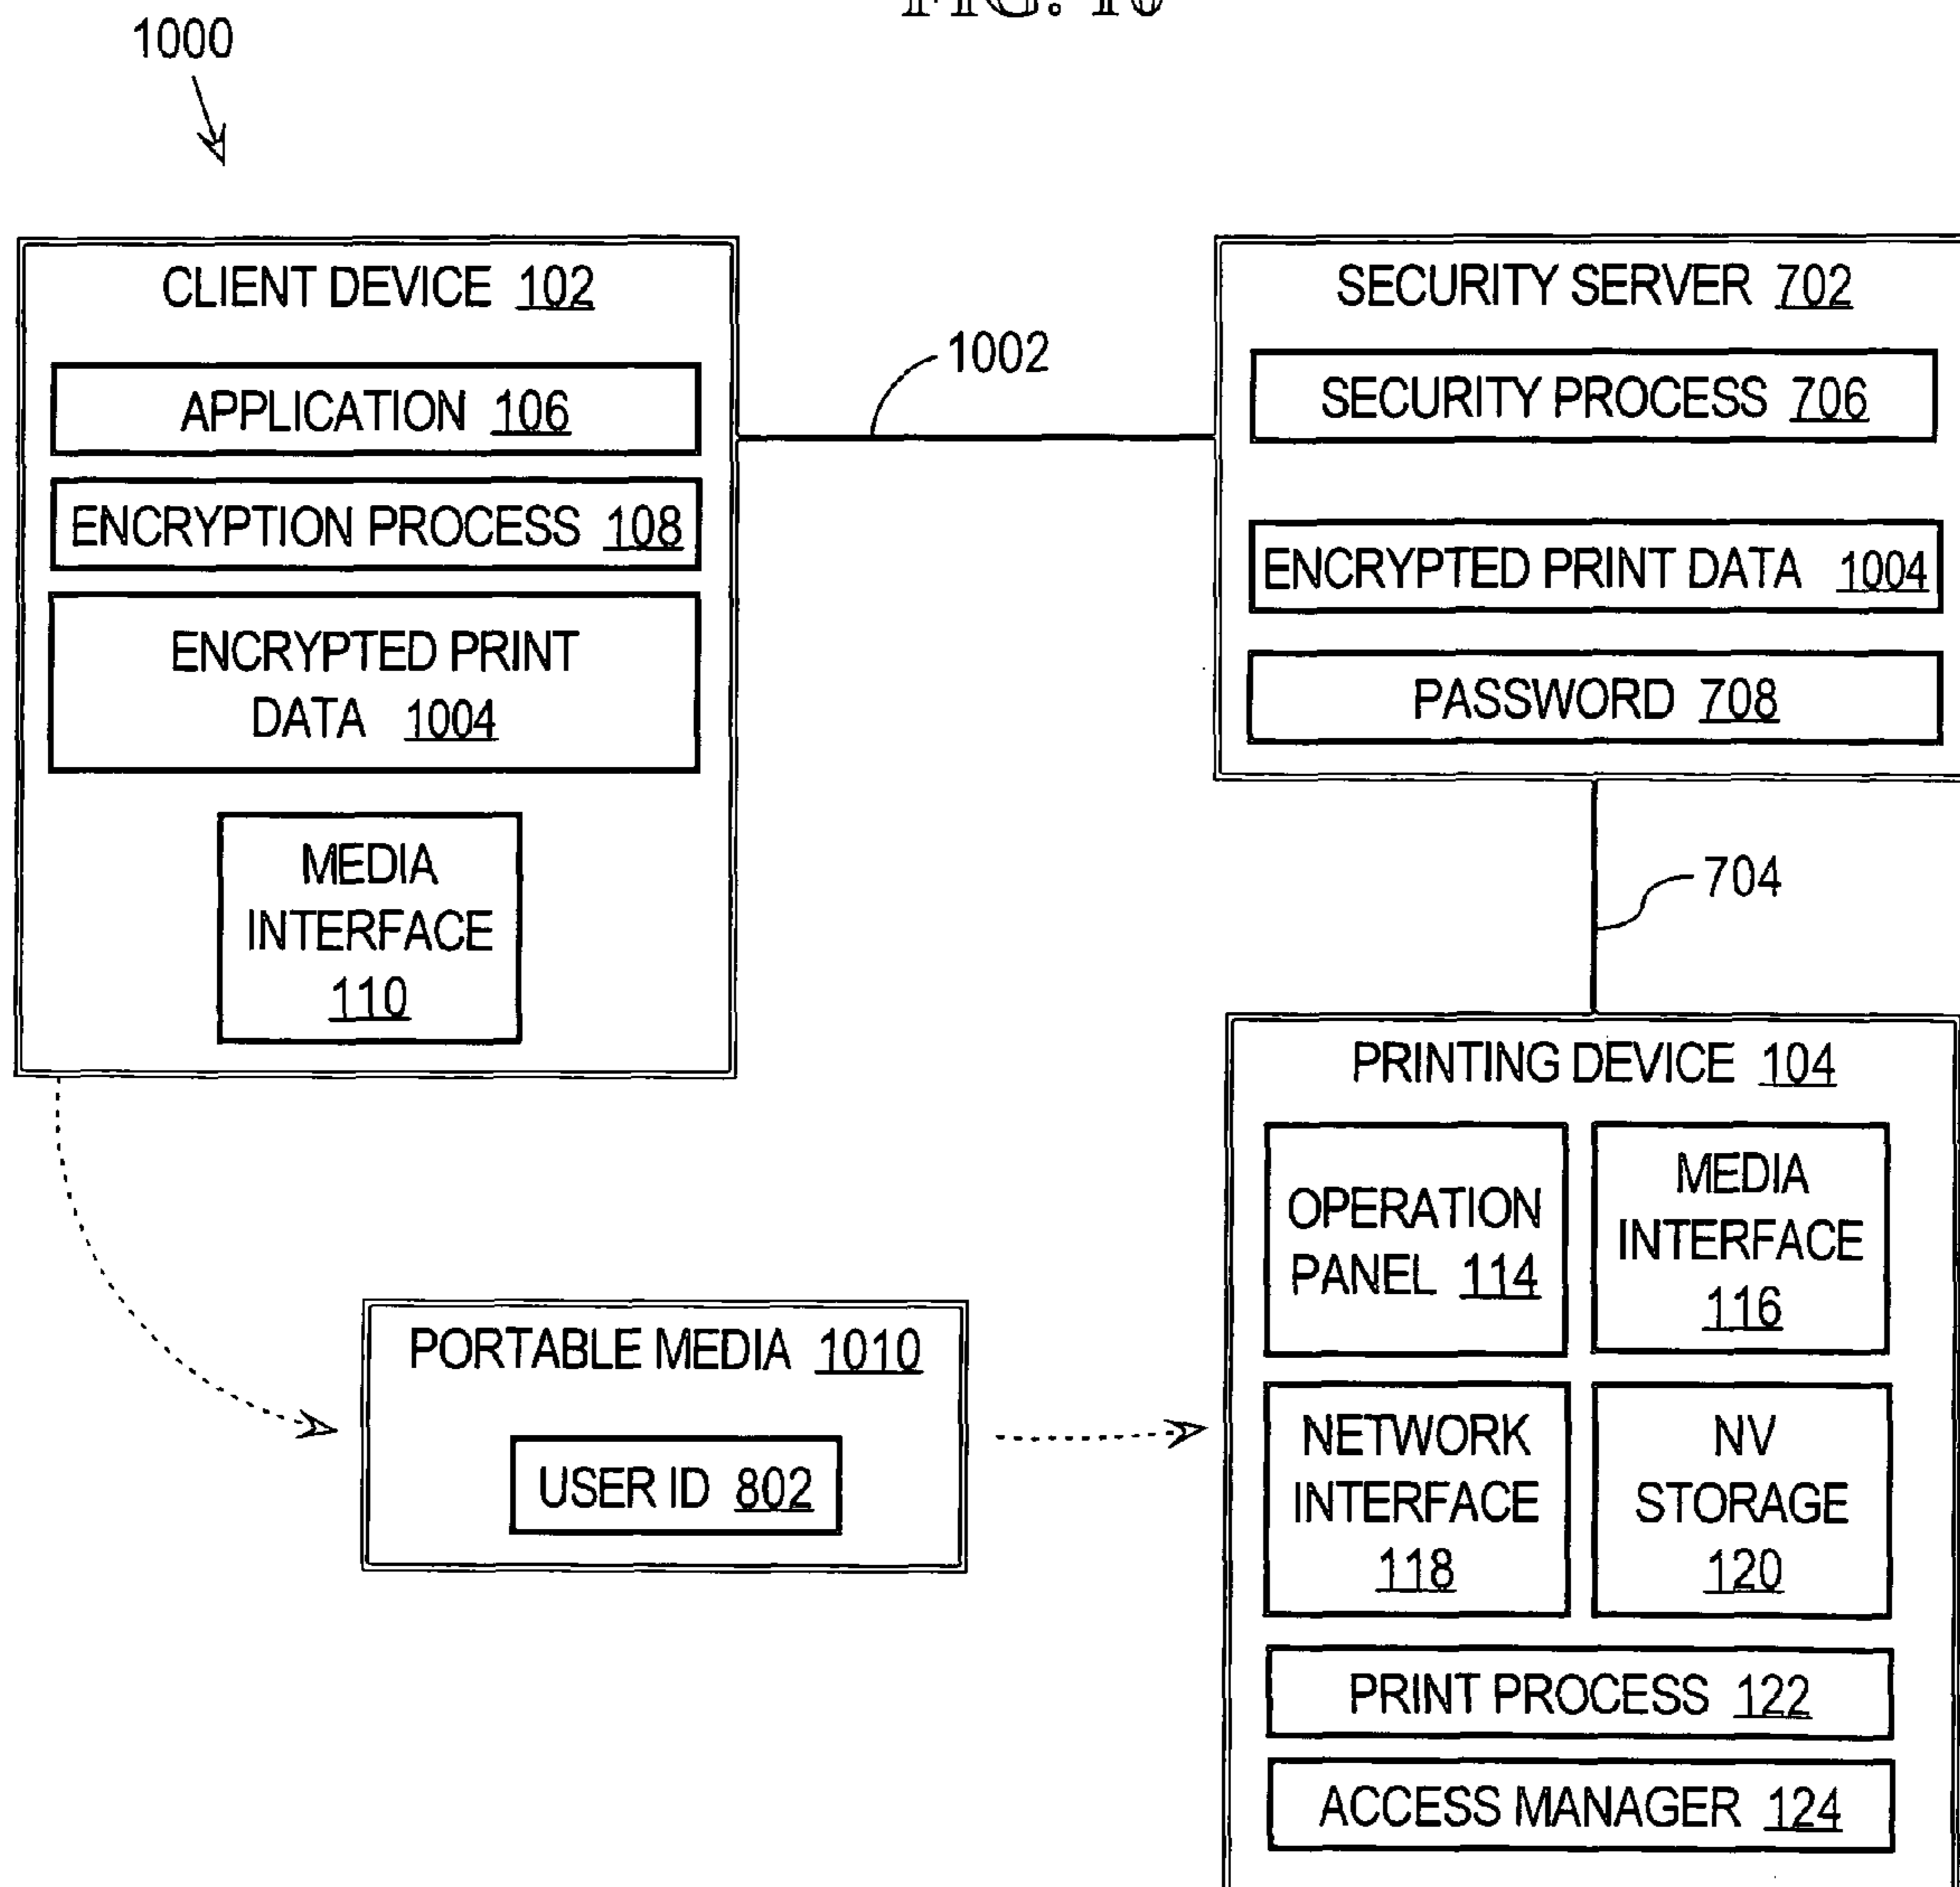 FIG. 10
1000
CLIENT DEVICE 102
APPLICATION 106
ENCRYPTION PROCESS 108
ENCRYPTED PRINT
DATA 1004
MEDIA
INTERFACE
110
1002
SECURITY SERVER 702
SECURITY PROCESS 706
ENCRYPTED PRINT DATA 1004
PASSWORD 708
704
PORTABLE MEDIA 1010
USER ID 802
PRINTING DEVICE 104
OPERATION
PANEL 114
MEDIA
INTERFACE
116
NETWORK
INTERFACE
118
NV
STORAGE
120
PRINT PROCESS 122
ACCESS MANAGER 124